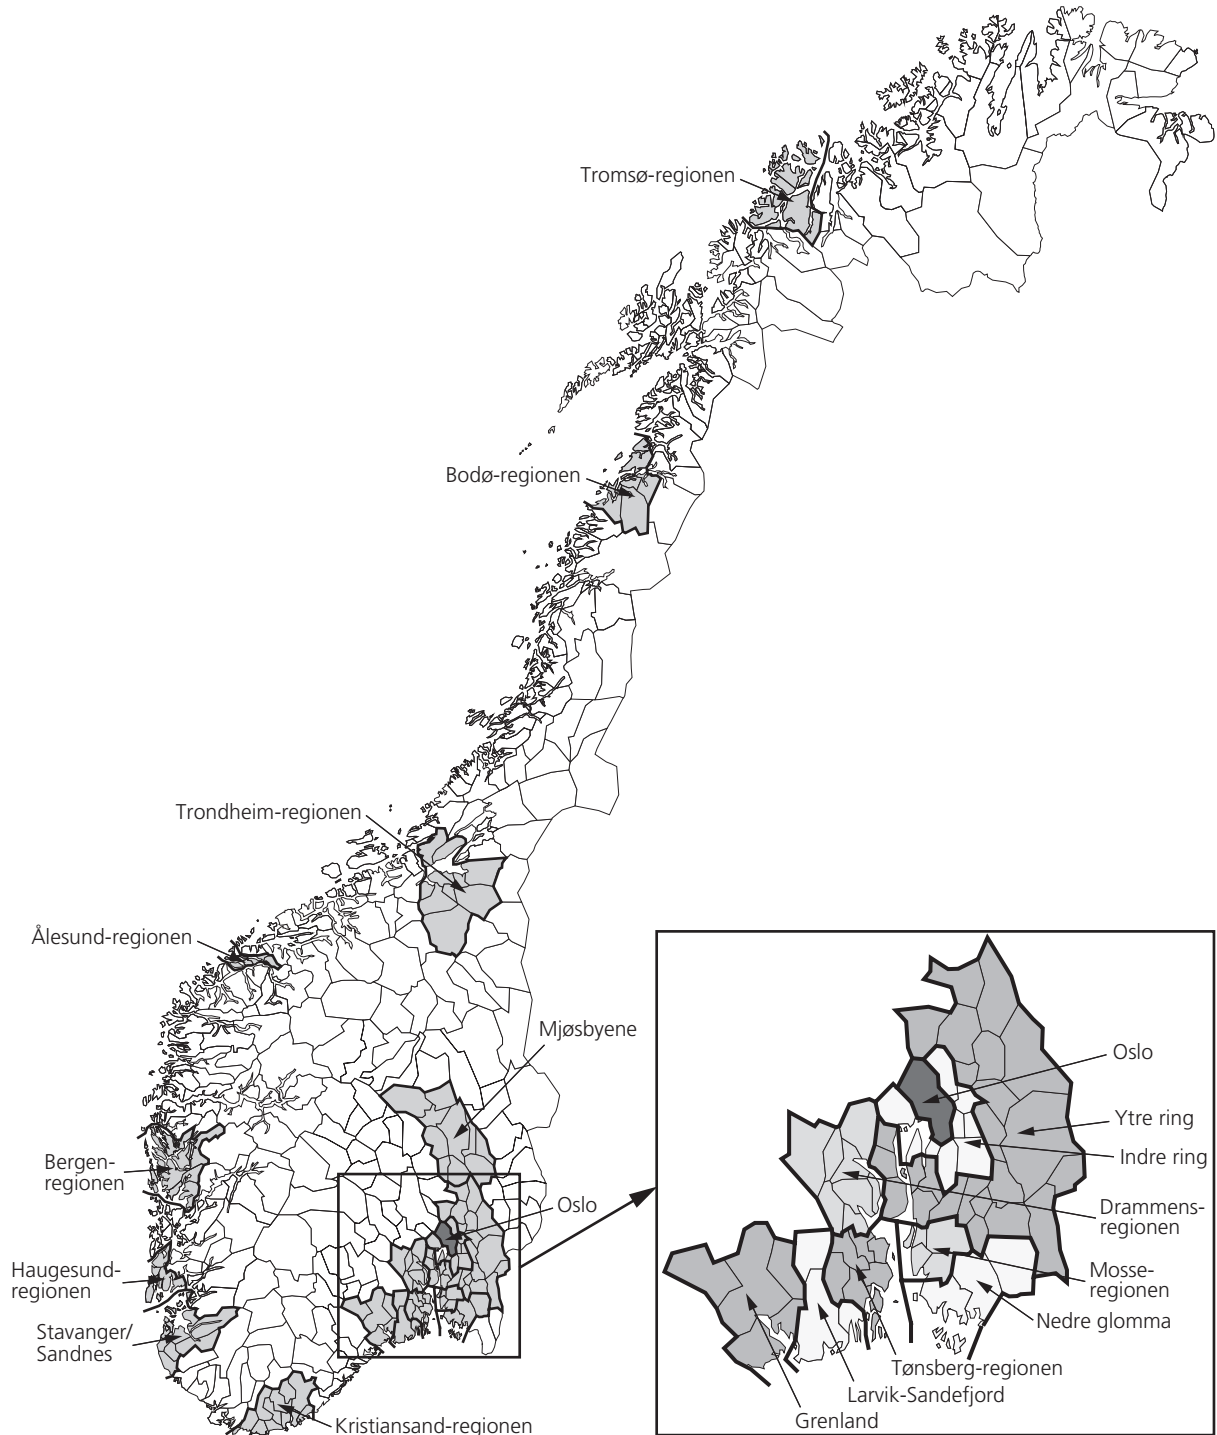 Tromsø-regionen
Bodø-regionen
Trondheim-regionen
Ålesund-regionen
Mjøsbyene
Bergen-
regionen
Oslo
Haugesund-
regionen
Stavanger/
Sandnes
Kristiansand-regionen
Oslo
Ytre ring
Indre ring
Drammens-
regionen
Mosse-
regionen
Nedre glomma
Tønsberg-regionen
Larvik-Sandefjord
Grenland